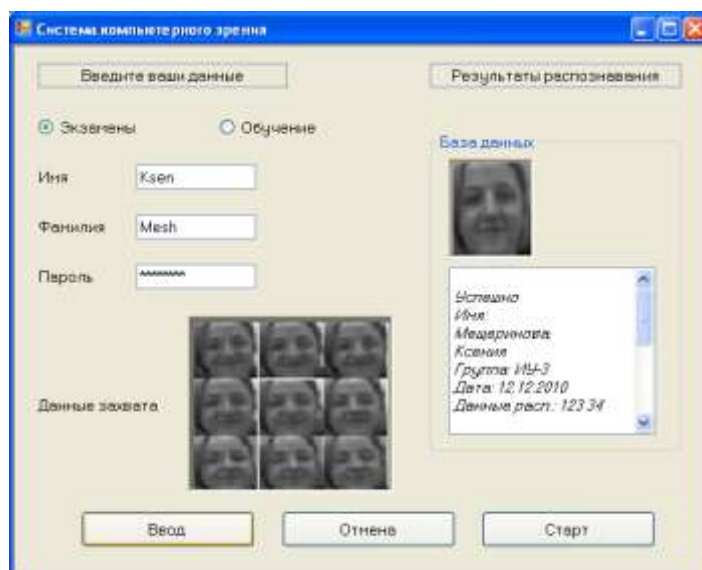 Система компьютерного зрения
Введите ваши данные
Результаты распознавания
Экзамены
Обучение
База данных
Имя
Ksen
Фамилия
Mesh
Пароль
^^^^^^^^
Успешно
Имя:
Мещеринова
Ксения
Группа: ИУ-3
Дата: 12.12.2010
Данные расп.: 123 34
Данные захвата
Ввод
Отмена
Старт